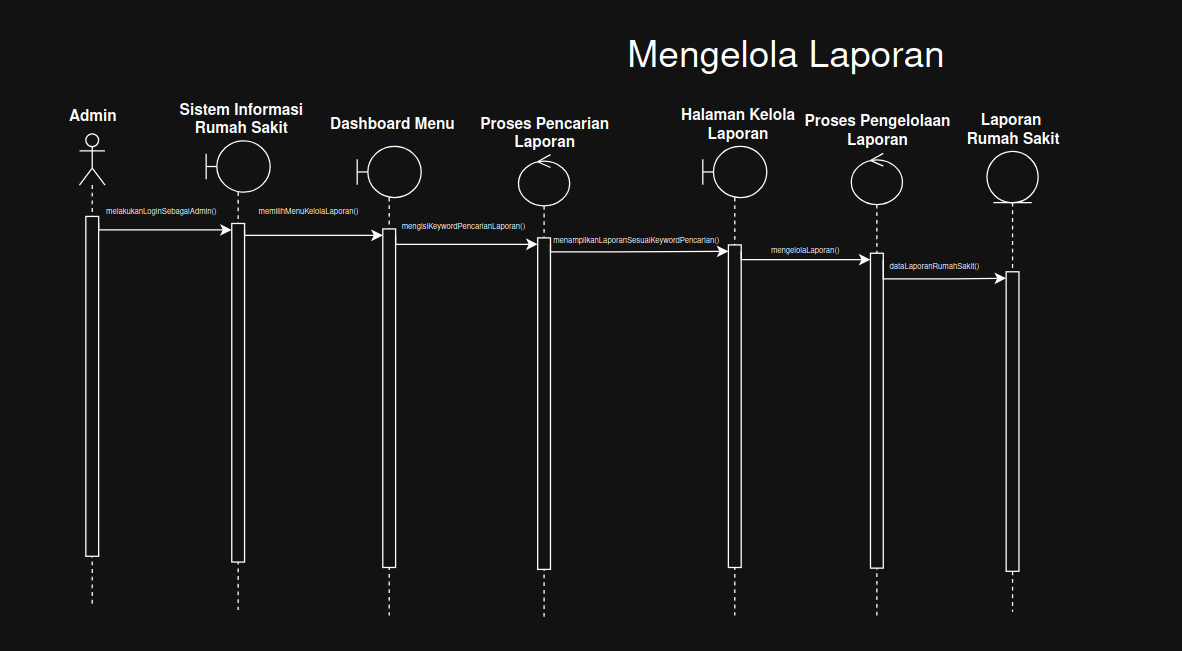 Mengelola Laporan
Admin
Sistem Informasi
Rumah Sakit
Dashboard Menu
Proses Pencarian
Laporan
Halaman Kelola
Laporan
Proses Pengelolaan
Laporan
Laporan
Rumah Sakit
melakukanLoginSebagaiAdmin()
memilihMenuKelolaLaporan()
mengisiKeywordPencarianLaporan()
menampilkanLaporanSesuaiKeywordPencarian()
mengelolaLaporan()
dataLaporanRumahSakit()